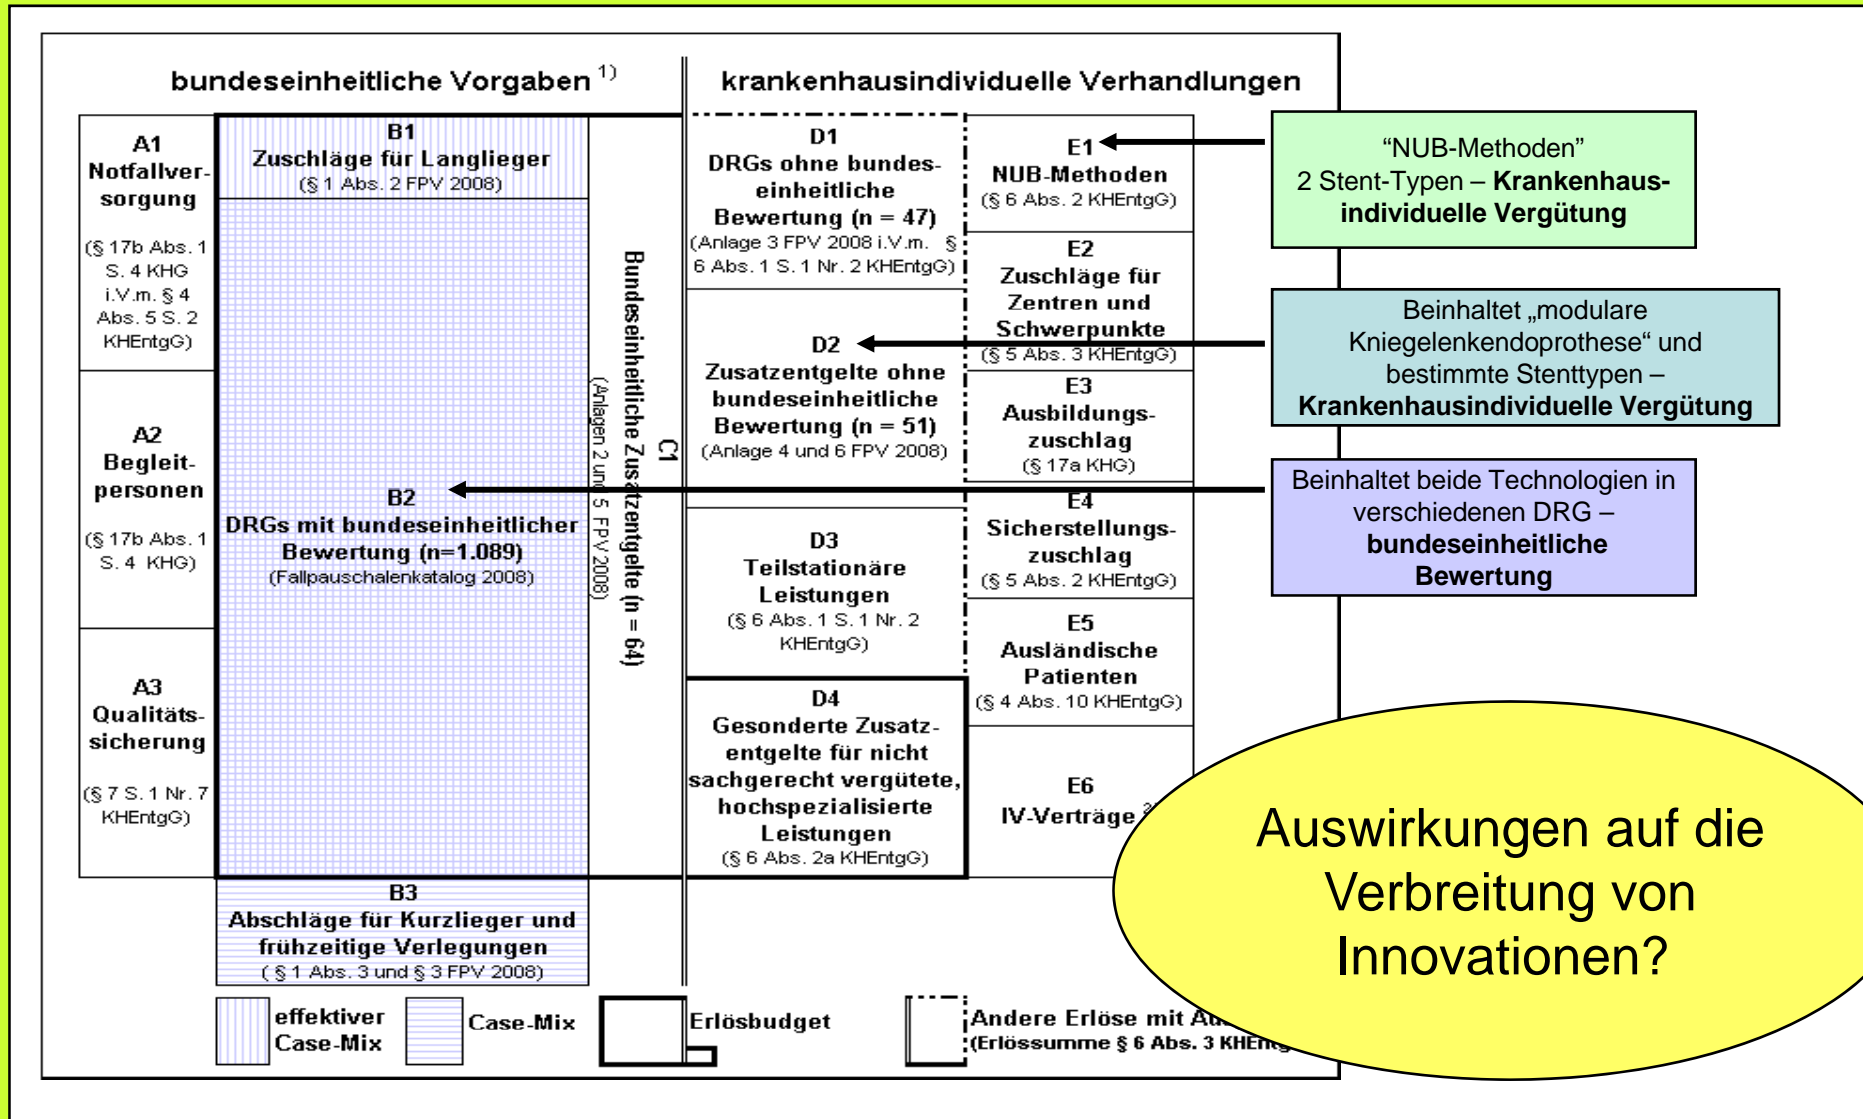 bundeseinheitliche Vorgaben 1)
krankenhausindividuelle Verhandlungen
A1
Notfallver-
sorgung
(§ 17b Abs. 1
S. 4 KHG
i.V.m. § 4
Abs. 5 S. 2
KHEntgG)
A2
Begleit-
personen
(§ 17b Abs. 1
S. 4 KHG)
A3
Qualitäts-
sicherung
(§ 7 S. 1 Nr. 7
KHEntgG)
B1
Zuschläge für Langlieger
(§ 1 Abs. 2 FPV 2008)
B2
DRGs mit bundeseinheitlicher
Bewertung (n=1.089)
(Fallpauschalenkatalog 2008)
B3
Abschläge für Kurzlieger und
frühzeitige Verlegungen
( § 1 Abs. 3 und § 3 FPV 2008)
C1
Bundeseinheitliche Zusatzentgelte (n = 64)
(Anlagen 2 und 5 FPV 2008)
D1
DRGs ohne bundes-
einheitliche
Bewertung (n = 47)
(Anlage 3 FPV 2008 i.V.m. §
6 Abs. 1 S. 1 Nr. 2 KHEntgG)
D2
Zusatzentgelte ohne
bundeseinheitliche
Bewertung (n = 51)
(Anlage 4 und 6 FPV 2008)
D3
Teilstationäre
Leistungen
(§ 6 Abs. 1 S. 1 Nr. 2
KHEntgG)
D4
Gesonderte Zusatz-
entgelte für nicht
sachgerecht vergütete,
hochspezialisierte
Leistungen
(§ 6 Abs. 2a KHEntgG)
E1
NUB-Methoden
(§ 6 Abs. 2 KHEntgG)
E2
Zuschläge für
Zentren und
Schwerpunkte
(§ 5 Abs. 3 KHEntgG)
E3
Ausbildungs-
zuschlag
(§ 17a KHG)
E4
Sicherstellungs-
zuschlag
(§ 5 Abs. 2 KHEntgG)
E5
Ausländische
Patienten
(§ 4 Abs. 10 KHEntgG)
E6
IV-Verträge
“NUB-Methoden”
2 Stent-Typen – Krankenhaus-
individuelle Vergütung
Beinhaltet „modulare
Kniegelenkendoprothese“ und
bestimmte Stenttypen –
Krankenhausindividuelle Vergütung
Beinhaltet beide Technologien in
verschiedenen DRG –
bundeseinheitliche
Bewertung
Auswirkungen auf die
Verbreitung von
Innovationen?
effektiver
Case-Mix
Case-Mix
Erlösbudget
Andere Erlöse mit
(Erlössumme § 6 Abs. 3